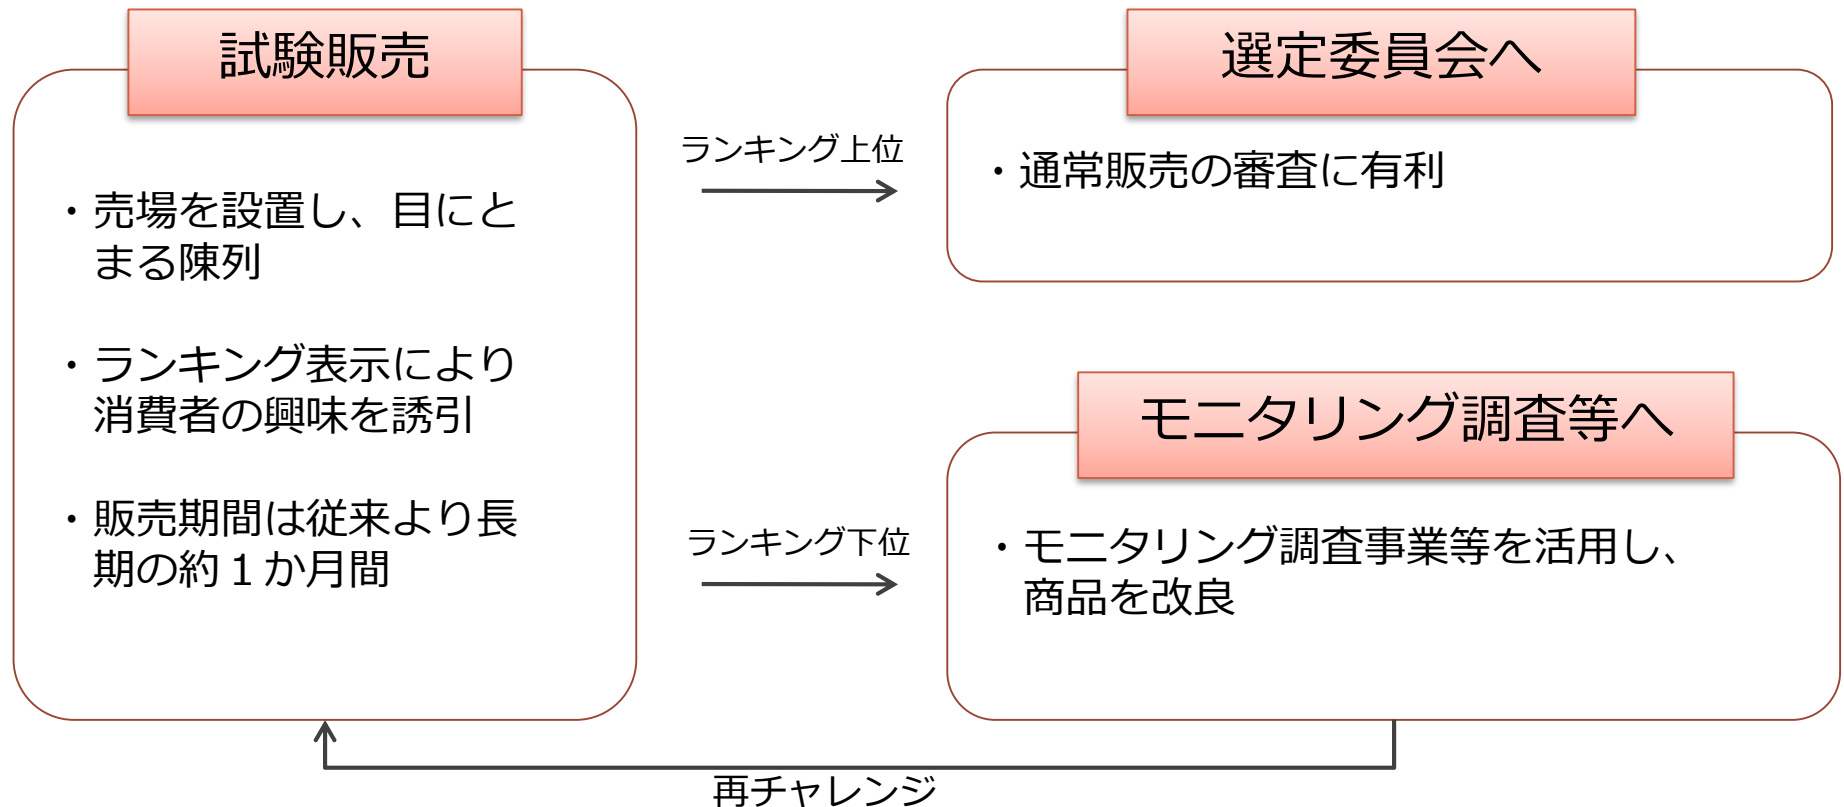 試験販売
・売場を設置し、目にと
まる陳列
・ランキング表示により
消費者の興味を誘引
・販売期間は従来より長
期の約１か月間
ランキング上位
選定委員会へ
・通常販売の審査に有利
ランキング下位
モニタリング調査等へ
・モニタリング調査事業等を活用し、
商品を改良
再チャレンジ